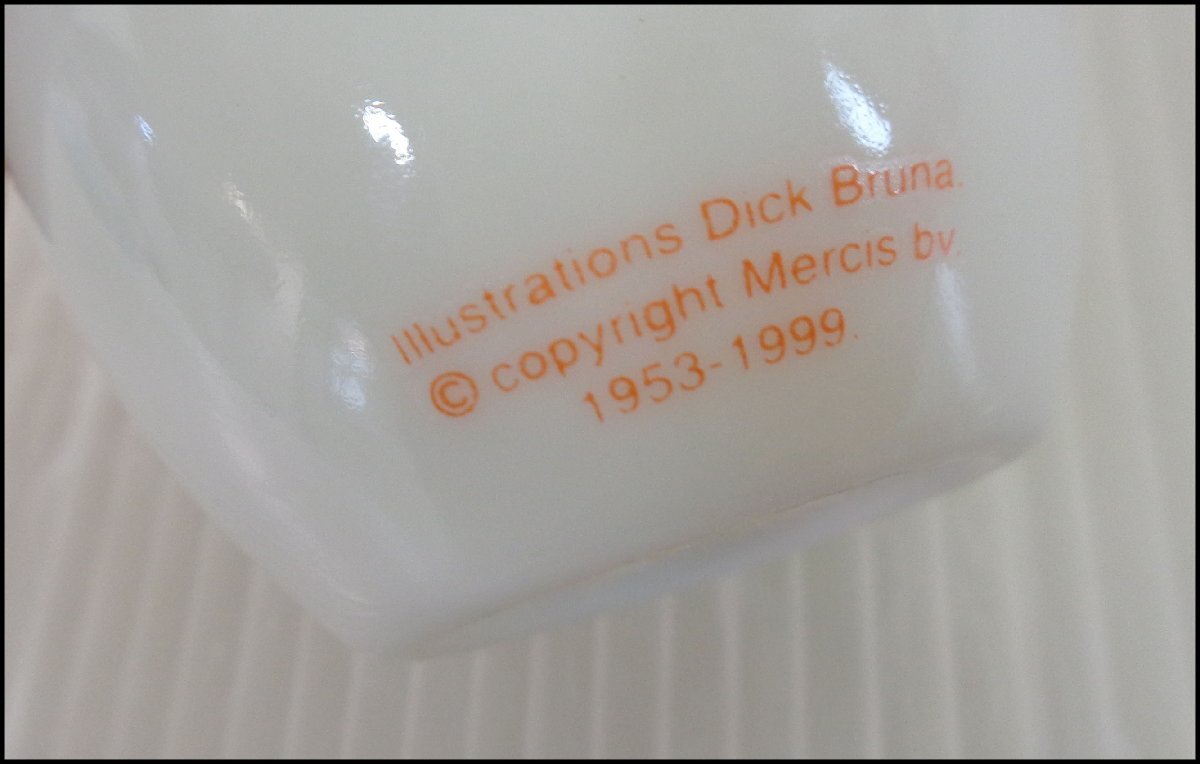 Illustrations Dick Bruna.
© copyright Mercis bv.
1953-1999.